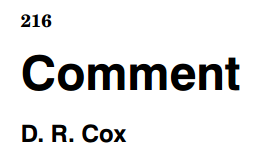 216
Comment
D. R. Cox